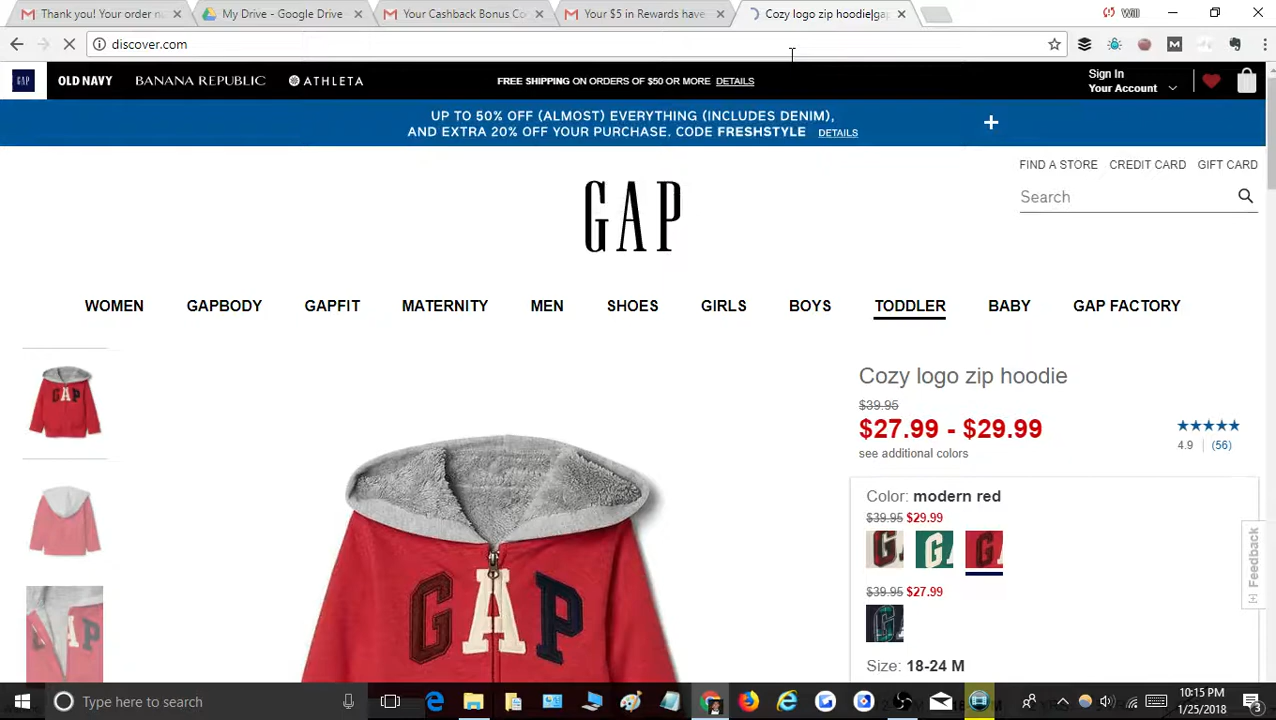 Thank you! Your order nu
My Drive - Google Drive
Your Cashback Bonus Co
Your $5 in Rewards have
Cozy logo zip hoodie|gap
Will
discover.com
GAP
OLD NAVY
BANANA REPUBLIC
ATHLETA
FREE SHIPPING ON ORDERS OF $50 OR MORE DETAILS
Sign In
Your Account
UP TO 50% OFF (ALMOST) EVERYTHING (INCLUDES DENIM),
AND EXTRA 20% OFF YOUR PURCHASE. CODE FRESHSTYLE DETAILS
+
FIND A STORE CREDIT CARD GIFT CARD
Search
GAP
WOMEN GAPBODY GAPFIT MATERNITY MEN SHOES GIRLS BOYS TODDLER BABY GAP FACTORY
Cozy logo zip hoodie
$39.95
$27.99 - $29.99
4.9 (56)
see additional colors
Color: modern red
$39.95 $29.99
$39.95 $27.99
Size: 18-24 M
GAP
GAP
[+] Feedback
Type here to search
10:15 PM
1/25/2018
3